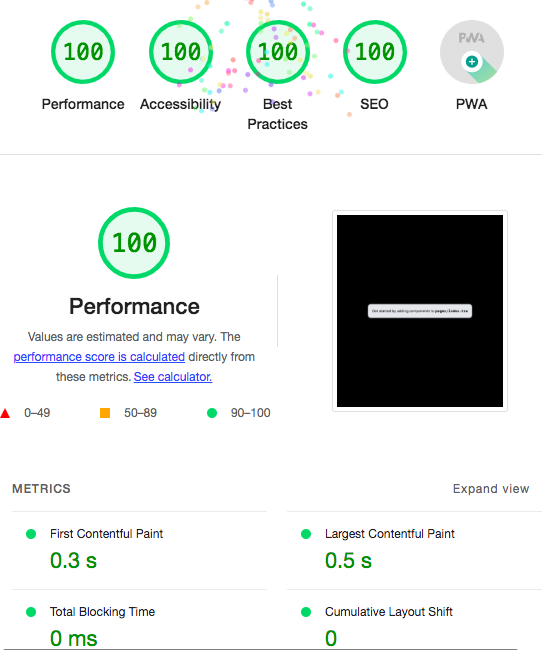 100 100 100 100 PWA
Performance Accessibility Best Practices SEO PWA
100
Performance
Values are estimated and may vary. The
performance score is calculated directly from
these metrics. See calculator.
0–49 50–89 90–100
Get started by adding components to pages/index.tsx
METRICS Expand view
First Contentful Paint Largest Contentful Paint
0.3 s 0.5 s
Total Blocking Time Cumulative Layout Shift
0 ms 0